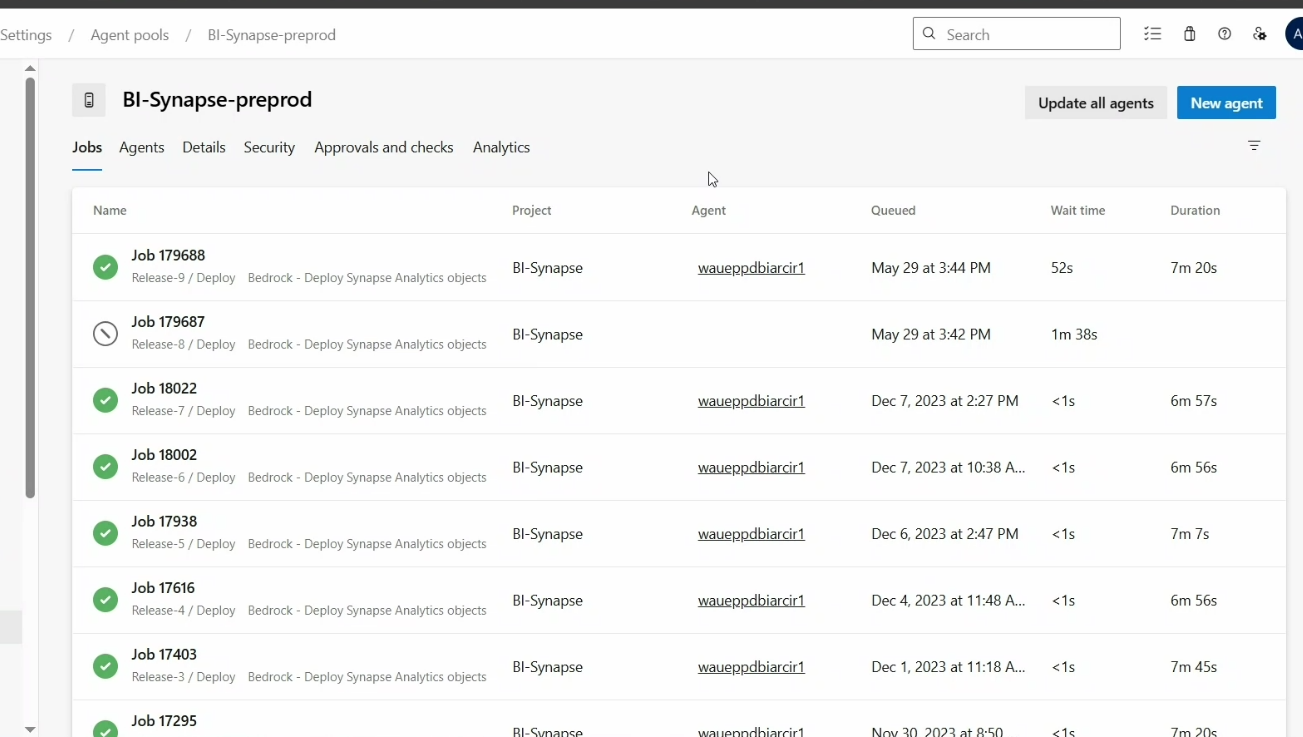 Settings / Agent pools / BI-Synapse-preprod
Search
A
BI-Synapse-preprod
Update all agents
New agent
Jobs Agents Details Security Approvals and checks Analytics
Name Project Agent Queued Wait time Duration
Job 179688
Release-9 / Deploy Bedrock - Deploy Synapse Analytics objects
BI-Synapse waueppdbiarcir1 May 29 at 3:44 PM 52s 7m 20s
Job 179687
Release-8 / Deploy Bedrock - Deploy Synapse Analytics objects
BI-Synapse May 29 at 3:42 PM 1m 38s
Job 18022
Release-7 / Deploy Bedrock - Deploy Synapse Analytics objects
BI-Synapse waueppdbiarcir1 Dec 7, 2023 at 2:27 PM <1s 6m 57s
Job 18002
Release-6 / Deploy Bedrock - Deploy Synapse Analytics objects
BI-Synapse waueppdbiarcir1 Dec 7, 2023 at 10:38 A... <1s 6m 56s
Job 17938
Release-5 / Deploy Bedrock - Deploy Synapse Analytics objects
BI-Synapse waueppdbiarcir1 Dec 6, 2023 at 2:47 PM <1s 7m 7s
Job 17616
Release-4 / Deploy Bedrock - Deploy Synapse Analytics objects
BI-Synapse waueppdbiarcir1 Dec 4, 2023 at 11:48 A... <1s 6m 56s
Job 17403
Release-3 / Deploy Bedrock - Deploy Synapse Analytics objects
BI-Synapse waueppdbiarcir1 Dec 1, 2023 at 11:18 A... <1s 7m 45s
Job 17295
BI-Synapse waueppdbiarcir1 Nov 30, 2023 at 8:50 <1s 7m 20s